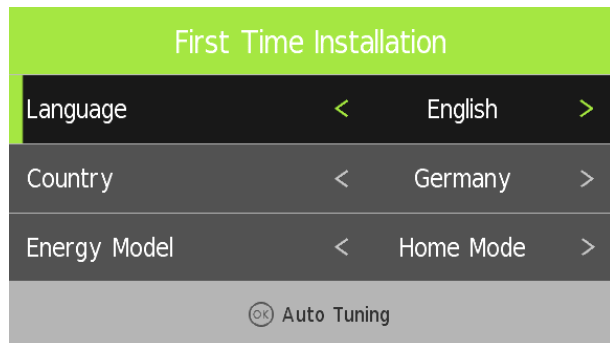 First Time Installation
Language < English >
Country < Germany >
Energy Model < Home Mode >
OK Auto Tuning